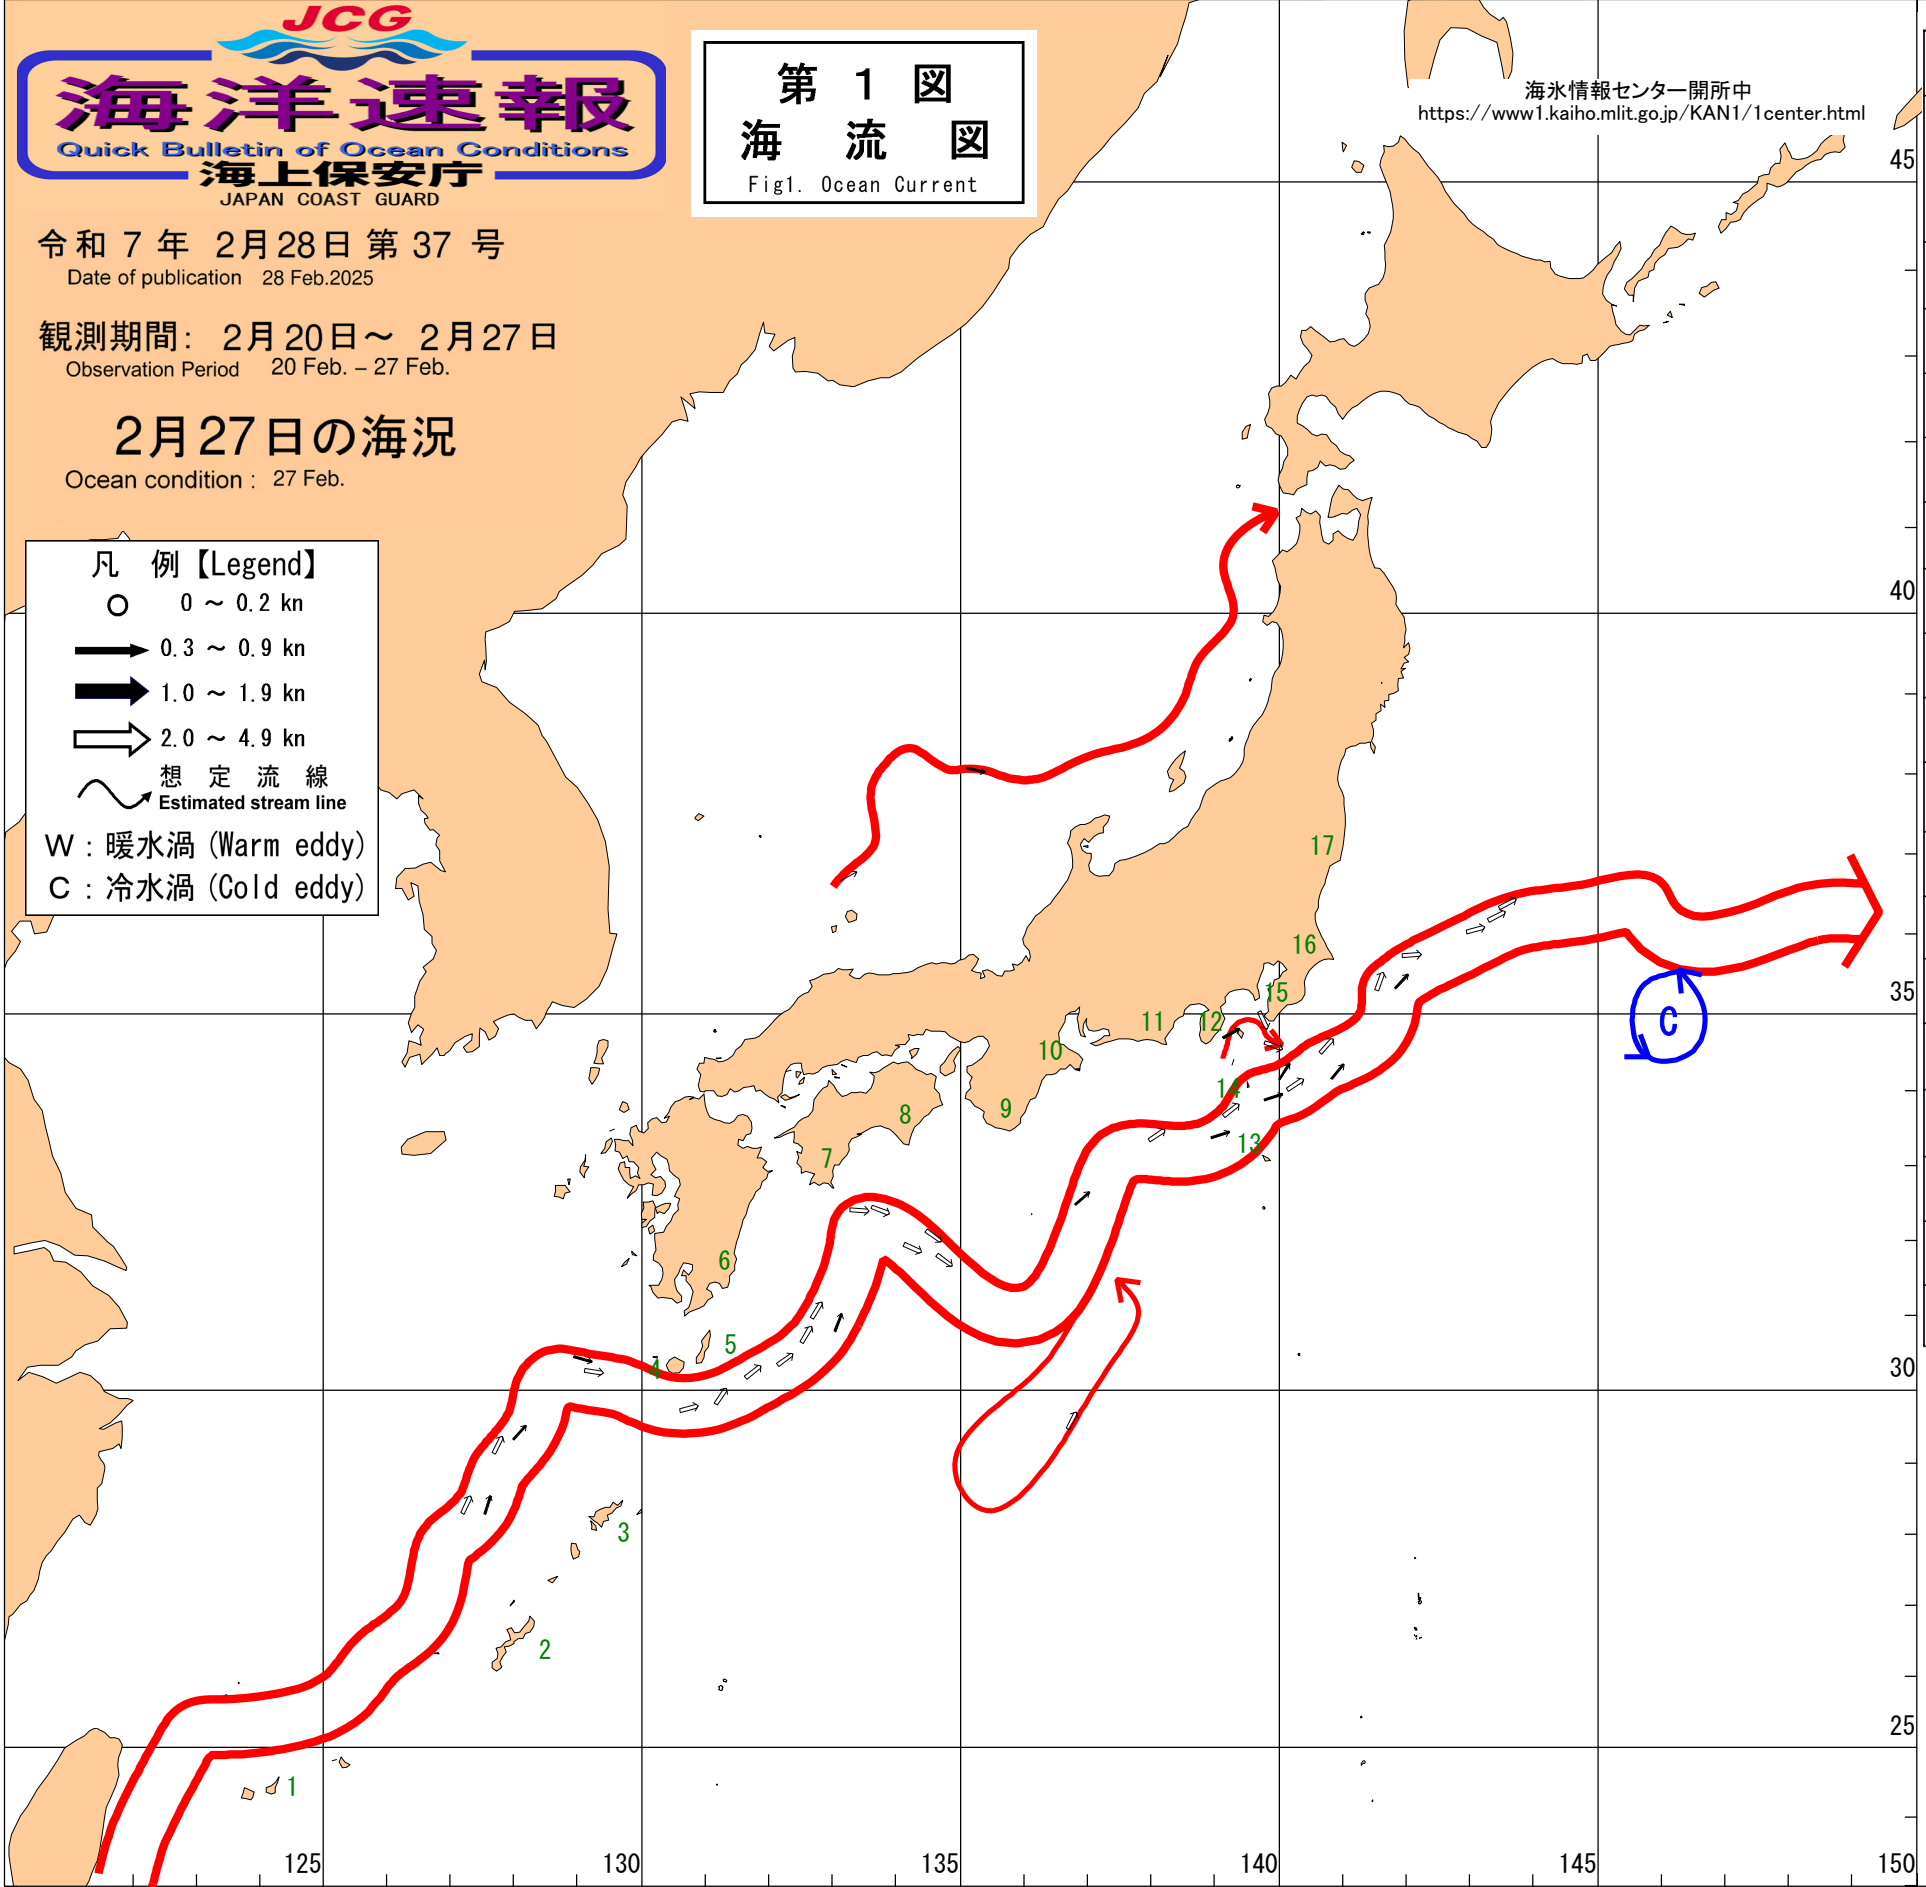 JCG
海洋速報
Quick Bulletin of Ocean Conditions
海上保安庁
JAPAN COAST GUARD
令和 7 年 2月28日 第 37 号
Date of publication 28 Feb.2025
観測期間: 2月20日～ 2月27日
Observation Period 20 Feb. – 27 Feb.
2月27日の海況
Ocean condition : 27 Feb.
第 1 図
海 流 図
Fig1. Ocean Current
海氷情報センター開所中
https://www1.kaiho.mlit.go.jp/KAN1/1center.html
凡 例【Legend】
0 ～ 0.2 kn
0.3 ～ 0.9 kn
1.0 ～ 1.9 kn
2.0 ～ 4.9 kn
想 定 流 線
Estimated stream line
W : 暖水渦 (Warm eddy)
C : 冷水渦 (Cold eddy)
45
40
35
30
25
17
16
15
11
12
10
14
9
8
13
7
6
5
4
3
2
1
C
125
130
135
140
145
150